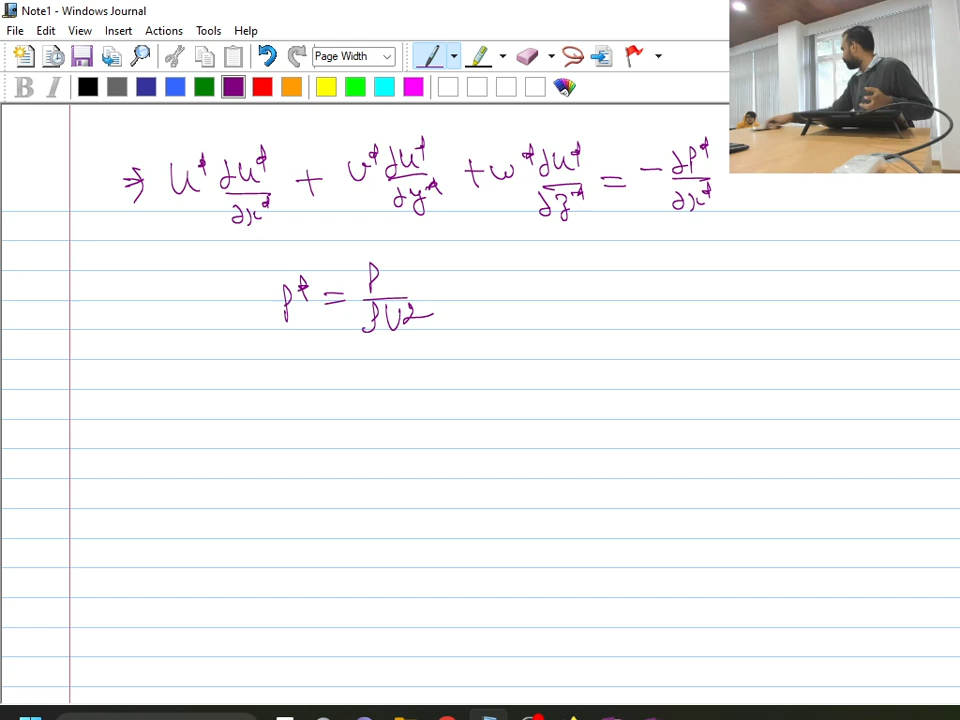 Note1 - Windows Journal
File Edit View Insert Actions Tools Help
Page Width
B I
⇒ u* ∂u*/∂x* + v* ∂u*/∂y* + w* ∂u*/∂z* = - ∂P*/∂x*
P* = P/ρU2